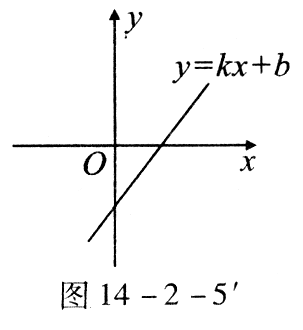 y
y=kx+b
O
x
图 14-2-5′